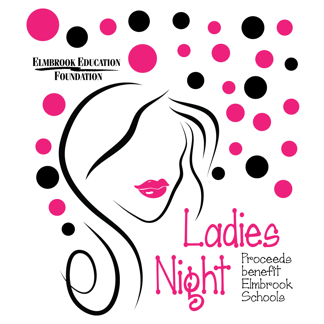 Elmbrook Education
Foundation
Ladies
Night
Proceeds
benefit
Elmbrook
Schools